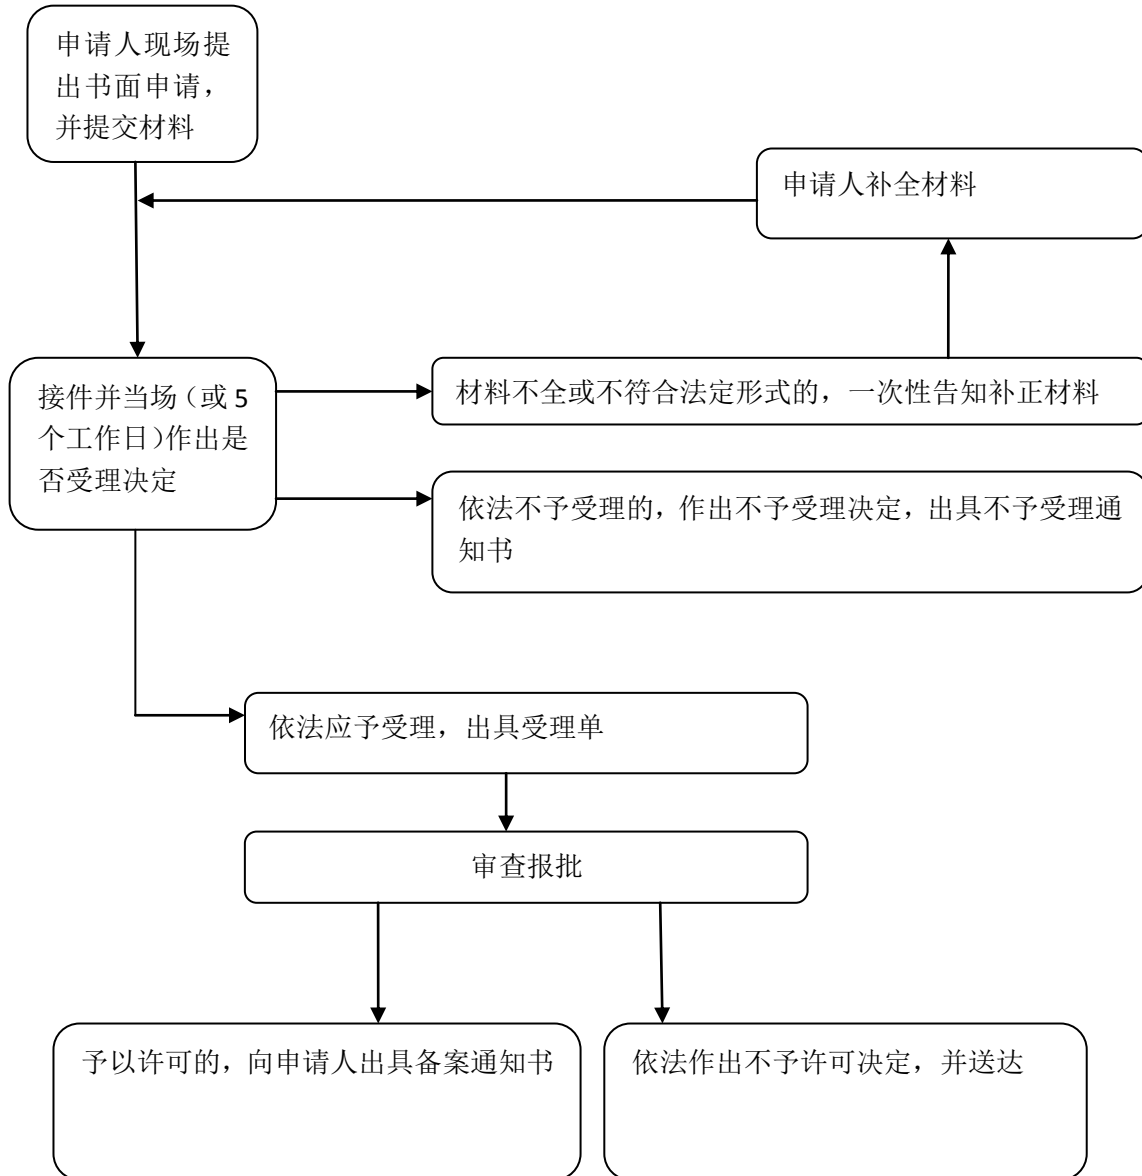 申请人现场提
出书面申请，
并提交材料
申请人补全材料
接件并当场（或 5
个工作日）作出是
否受理决定
材料不全或不符合法定形式的，一次性告知补正材料
依法不予受理的，作出不予受理决定，出具不予受理通
知书
依法应予受理，出具受理单
审查报批
予以许可的，向申请人出具备案通知书
依法作出不予许可决定，并送达